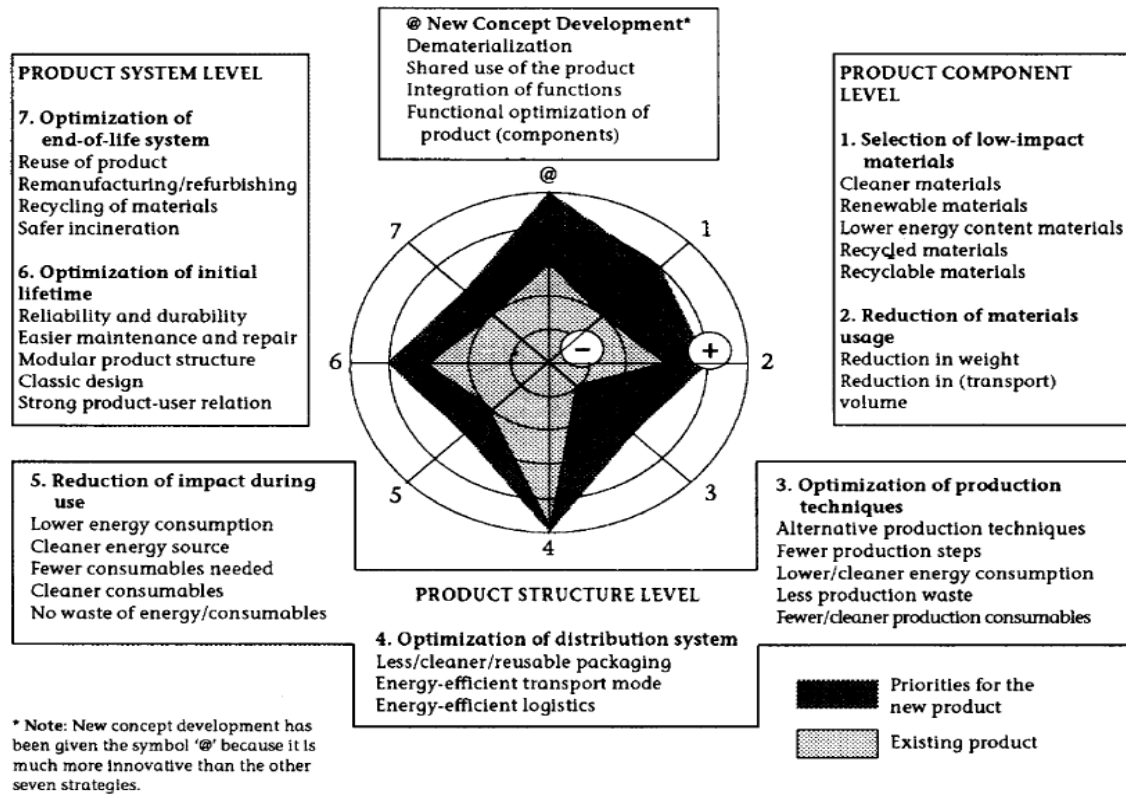 @ New Concept Development*
Dematerialization
Shared use of the product
Integration of functions
Functional optimization of
product (components)
PRODUCT SYSTEM LEVEL
7. Optimization of
end-of-life system
Reuse of product
Remanufacturing/refurbishing
Recycling of materials
Safer incineration
6. Optimization of initial
lifetime
Reliability and durability
Easier maintenance and repair
Modular product structure
Classic design
Strong product-user relation
PRODUCT COMPONENT
LEVEL
1. Selection of low-impact
materials
Cleaner materials
Renewable materials
Lower energy content materials
Recycled materials
Recyclable materials
2. Reduction of materials
usage
Reduction in weight
Reduction in (transport)
volume
@
7
1
6
−
+
2
5
3
4
5. Reduction of impact during
use
Lower energy consumption
Cleaner energy source
Fewer consumables needed
Cleaner consumables
No waste of energy/consumables
3. Optimization of production
techniques
Alternative production techniques
Fewer production steps
Lower/cleaner energy consumption
Less production waste
Fewer/cleaner production consumables
PRODUCT STRUCTURE LEVEL
4. Optimization of distribution system
Less/cleaner/reusable packaging
Energy-efficient transport mode
Energy-efficient logistics
Priorities for the
new product
Existing product
* Note: New concept development has
been given the symbol '@' because it is
much more innovative than the other
seven strategies.